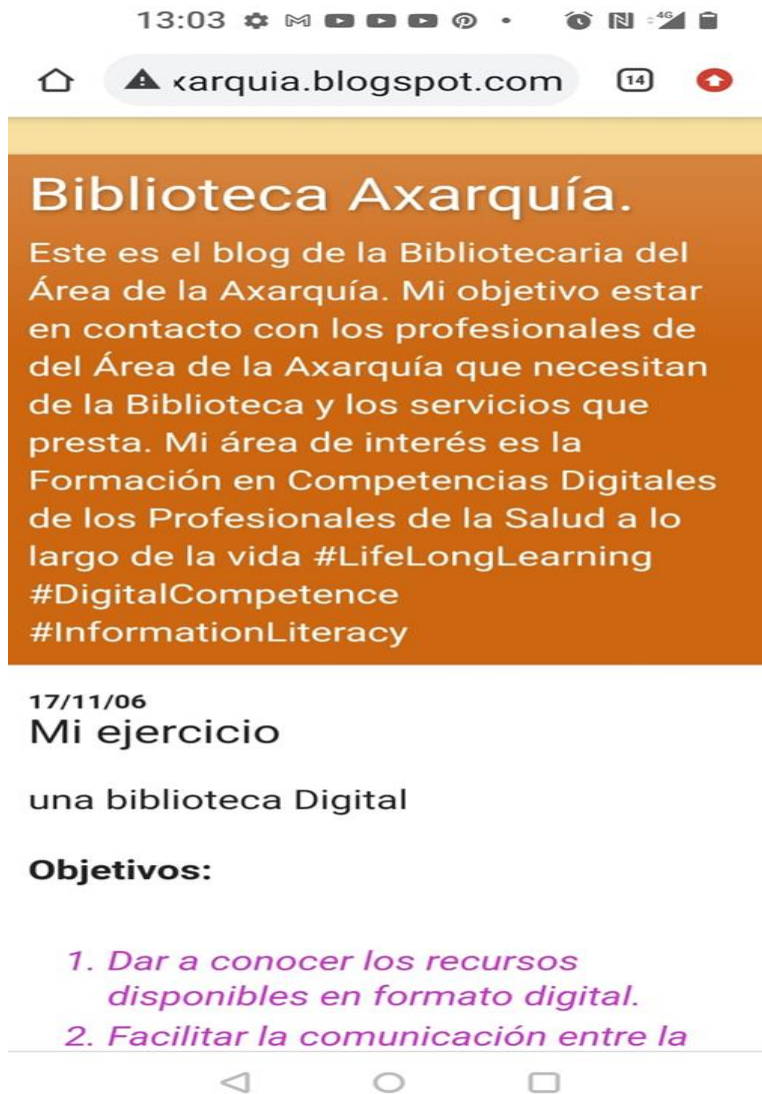 13:03
4G
xarquia.blogspot.com
14
Biblioteca Axarquía.
Este es el blog de la Bibliotecaria del
Área de la Axarquía. Mi objetivo estar
en contacto con los profesionales de
del Área de la Axarquía que necesitan
de la Biblioteca y los servicios que
presta. Mi área de interés es la
Formación en Competencias Digitales
de los Profesionales de la Salud a lo
largo de la vida #LifeLongLearning
#DigitalCompetence
#InformationLiteracy
17/11/06
Mi ejercicio
una biblioteca Digital
Objetivos:
1. Dar a conocer los recursos
disponibles en formato digital.
2. Facilitar la comunicación entre la